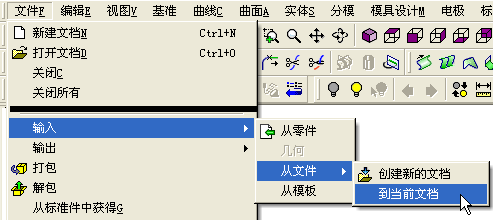 文件F 编辑E 视图V 基准 曲线C 曲面A 实体S 分模 模具设计M 电极 标
新建文档N Ctrl+N
打开文档D Ctrl+O
关闭C
关闭所有
输入
输出
打包
解包
从标准件中获得G
从零件
几何
从文件
从模板
创建新的文档
到当前文档